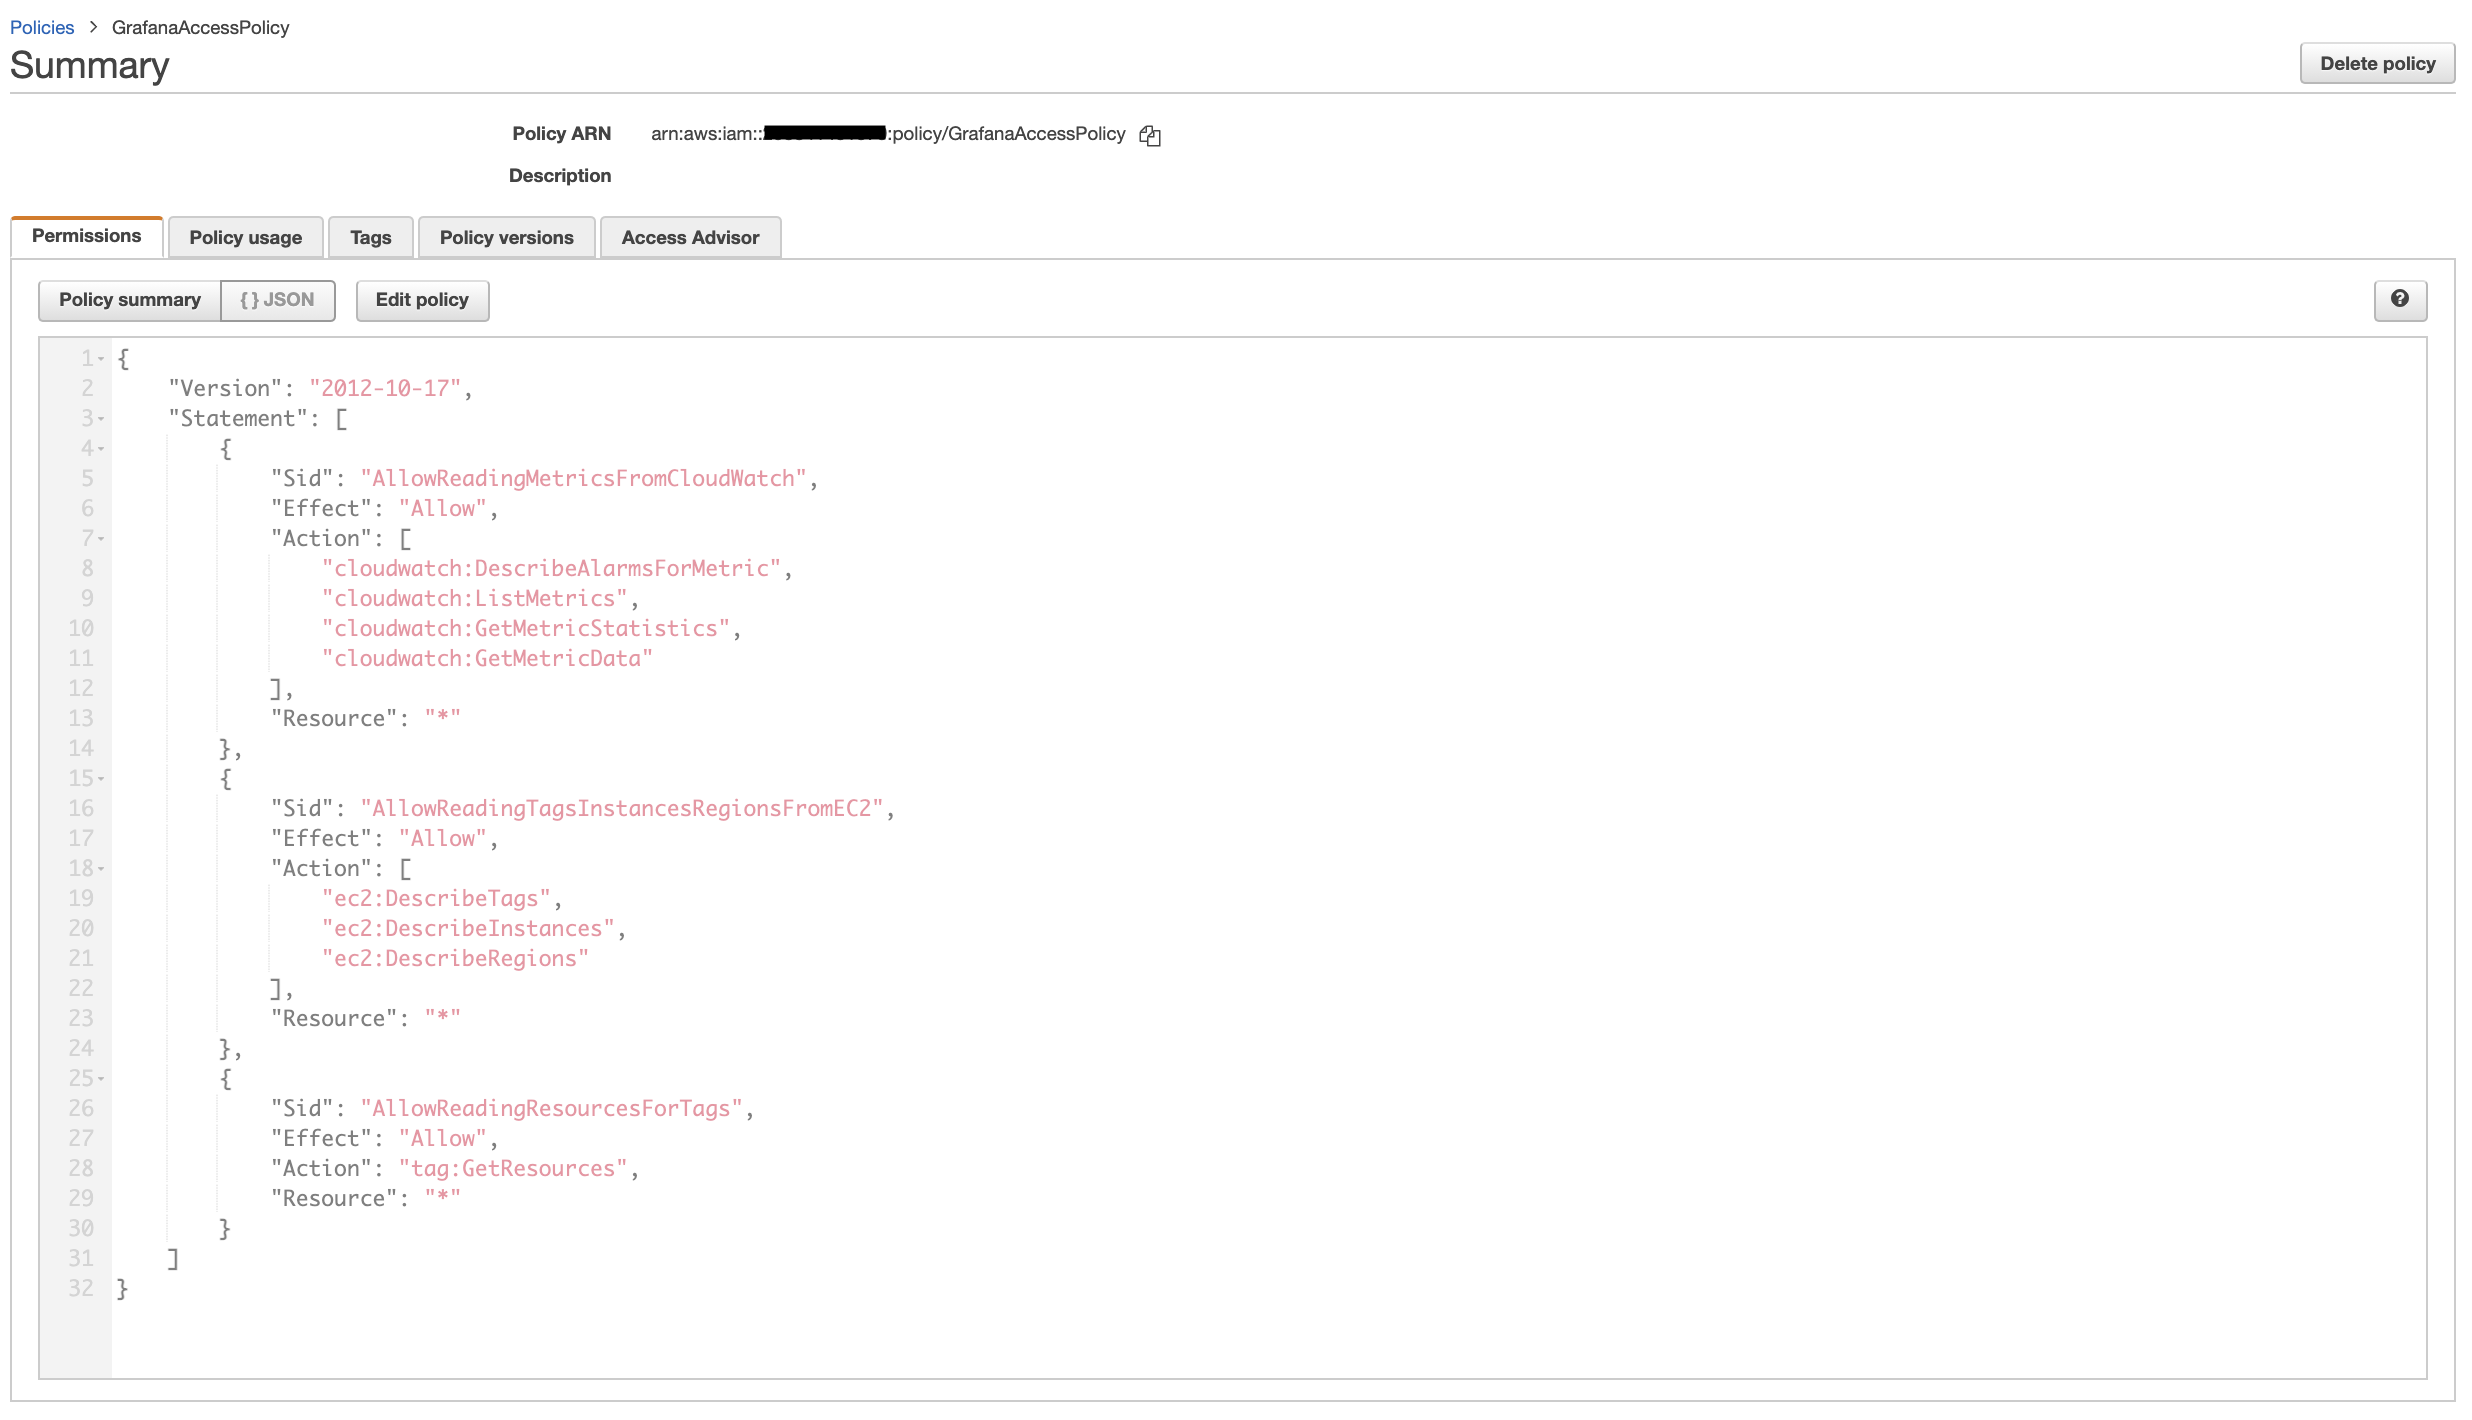 Policies > GrafanaAccessPolicy
Summary
Delete policy
Policy ARN arn:aws:iam:::policy/GrafanaAccessPolicy
Description
Permissions Policy usage Tags Policy versions Access Advisor
Policy summary { } JSON Edit policy ?
1 {
2     "Version": "2012-10-17",
3     "Statement": [
4         {
5             "Sid": "AllowReadingMetricsFromCloudWatch",
6             "Effect": "Allow",
7             "Action": [
8                 "cloudwatch:DescribeAlarmsForMetric",
9                 "cloudwatch:ListMetrics",
10                 "cloudwatch:GetMetricStatistics",
11                 "cloudwatch:GetMetricData"
12             ],
13             "Resource": "*"
14         },
15         {
16             "Sid": "AllowReadingTagsInstancesRegionsFromEC2",
17             "Effect": "Allow",
18             "Action": [
19                 "ec2:DescribeTags",
20                 "ec2:DescribeInstances",
21                 "ec2:DescribeRegions"
22             ],
23             "Resource": "*"
24         },
25         {
26             "Sid": "AllowReadingResourcesForTags",
27             "Effect": "Allow",
28             "Action": "tag:GetResources",
29             "Resource": "*"
30         }
31     ]
32 }